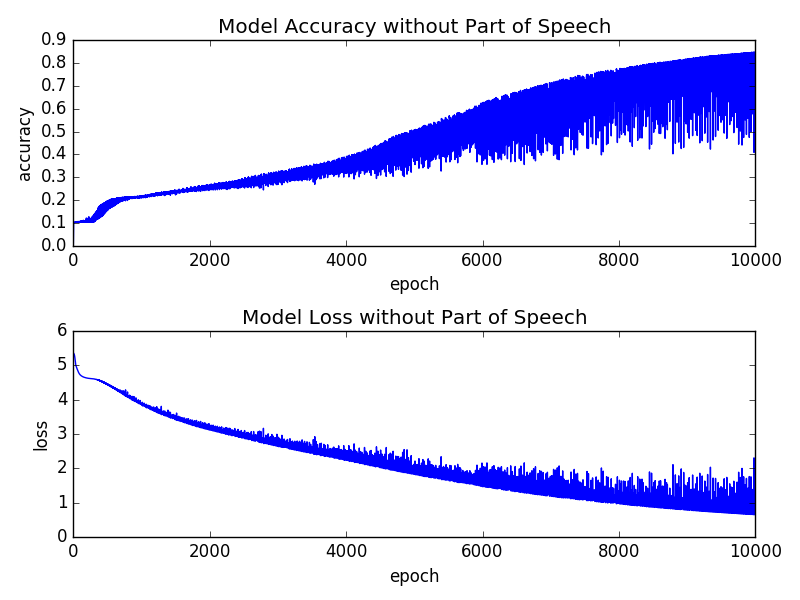 Model Accuracy without Part of Speech
0.9
0.8
0.7
0.6
0.5
0.4
0.3
0.2
0.1
0.0
accuracy
0 2000 4000 6000 8000 10000
epoch
Model Loss without Part of Speech
6
5
4
3
2
1
0
loss
0 2000 4000 6000 8000 10000
epoch